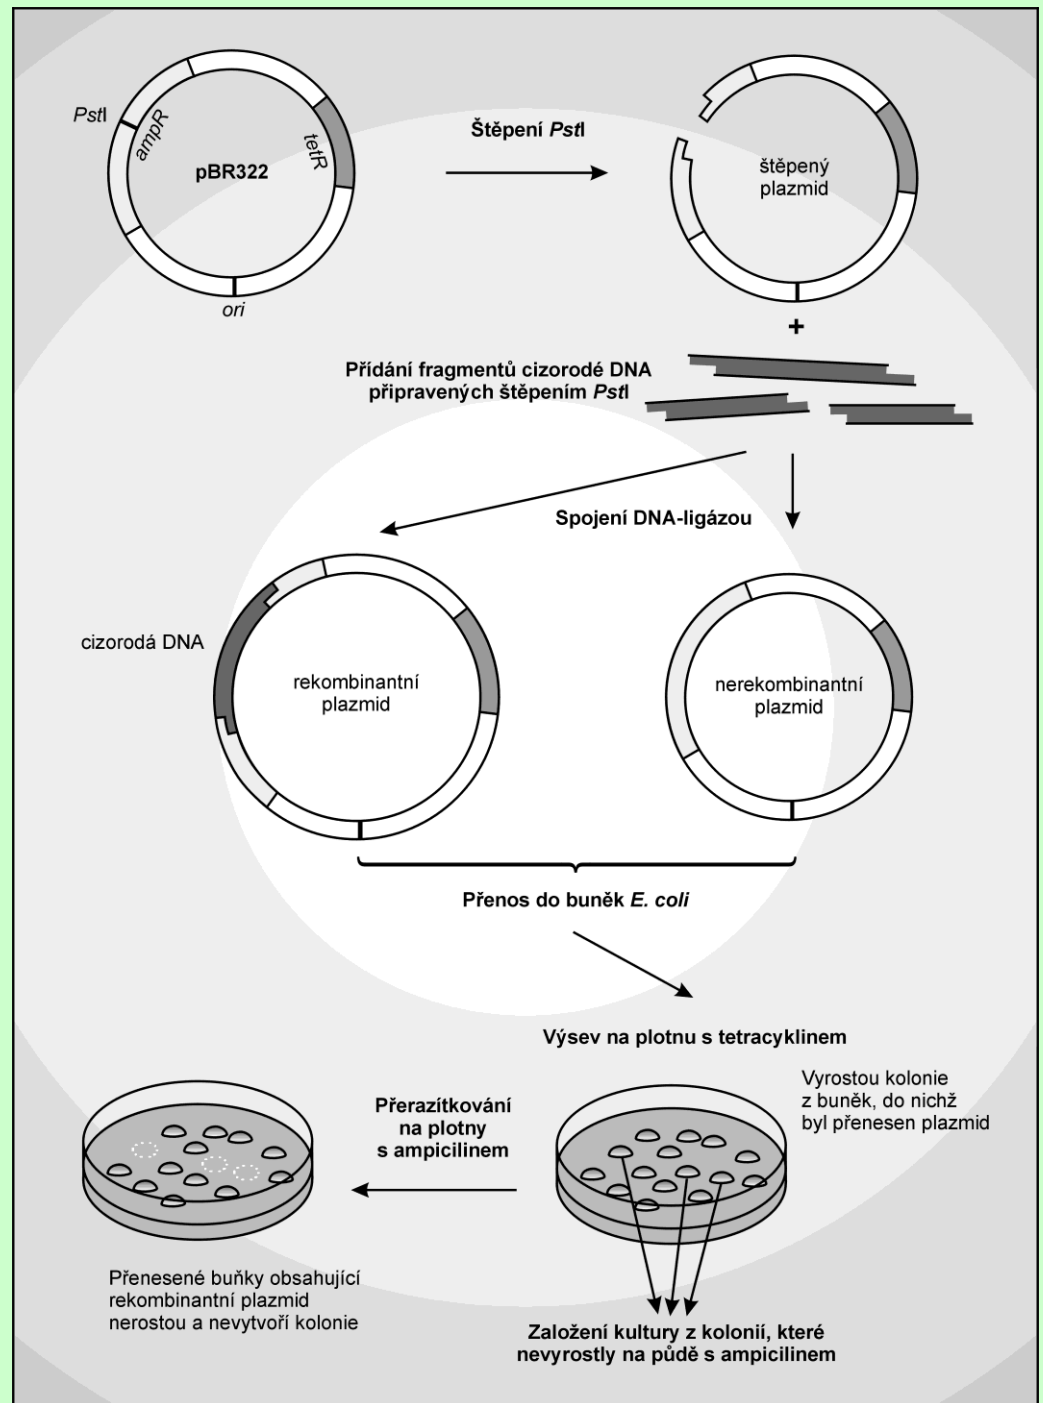 PstI
ampR
pBR322
tetR
ori
Štěpení PstI
štěpený
plazmid
+
Přídání fragmentů cizorodé DNA
připravených štěpením PstI
Spojení DNA-ligázou
cizorodá DNA
rekombinantní
plazmid
nerekombinantní
plazmid
Přenos do buněk E. coli
Výsev na plotnu s tetracyklinem
Vyrostou kolonie
z buněk, do nichž
byl přenesen plazmid
Přerazítkování
na plotny
s ampicilinem
Přenesené buňky obsahující
rekombinantní plazmid
nerostou a nevytvoří kolonie
Založení kultury z kolonií, které
nevyrostly na půdě s ampicilinem